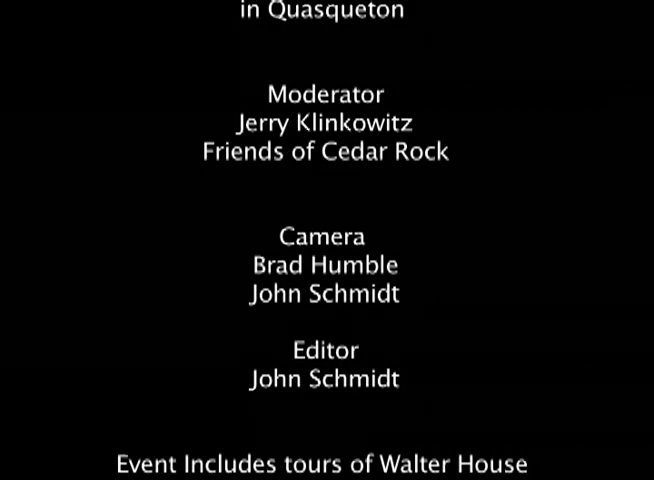 in Quasqueton
Moderator
Jerry Klinkowitz
Friends of Cedar Rock
Camera
Brad Humble
John Schmidt
Editor
John Schmidt
Event Includes tours of Walter House